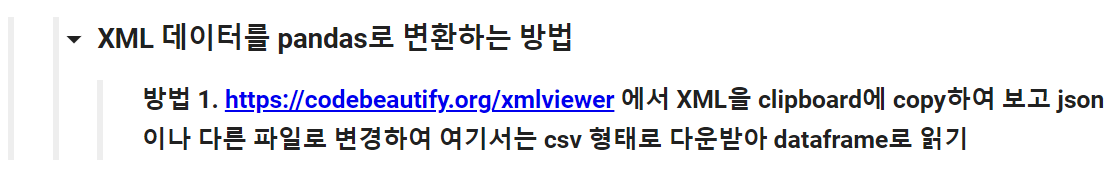 XML 데이터를 pandas로 변환하는 방법
방법 1. https://codebeautify.org/xmlviewer 에서 XML을 clipboard에 copy하여 보고 json
이나 다른 파일로 변경하여 여기서는 csv 형태로 다운받아 dataframe로 읽기